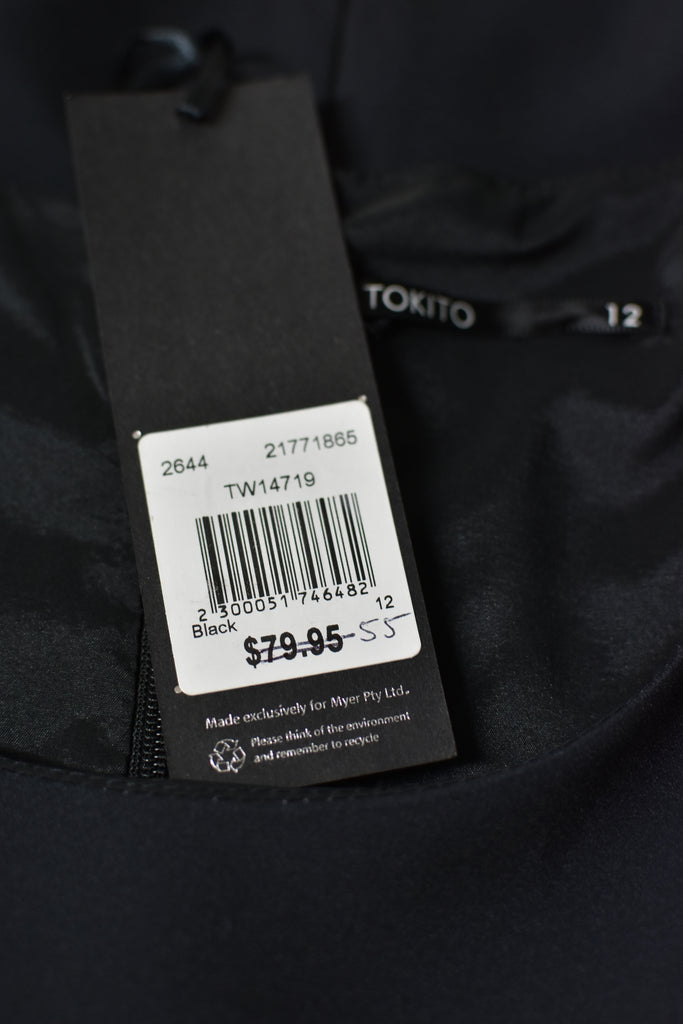 TOKITO 12
2644 21771865
TW14719
2 300051 746482
Black 12
$79.95 55
Made exclusively for Myer Pty Ltd.
Please think of the environment
and remember to recycle